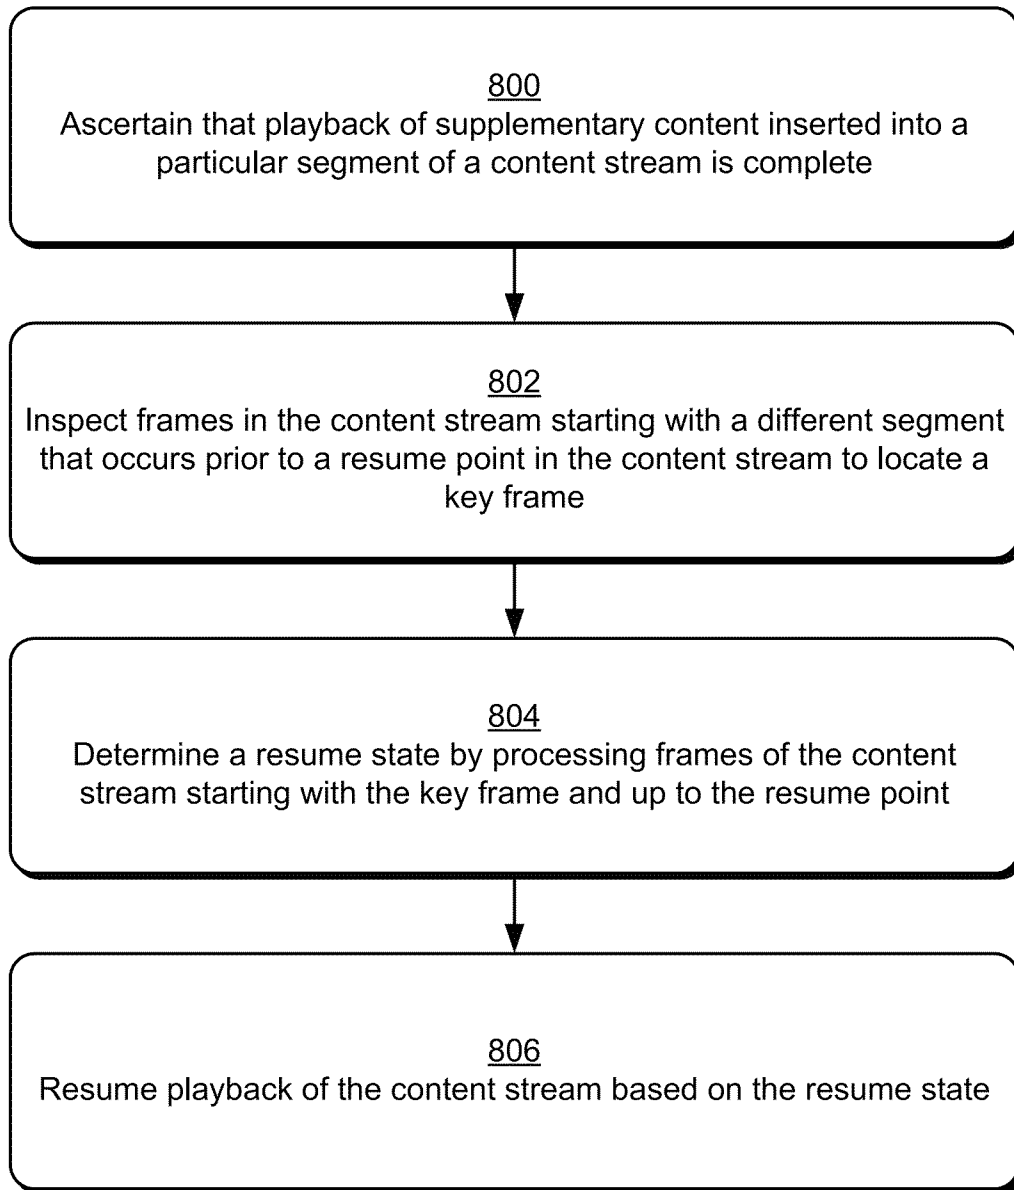 800
Ascertain that playback of supplementary content inserted into a
particular segment of a content stream is complete
802
Inspect frames in the content stream starting with a different segment
that occurs prior to a resume point in the content stream to locate a
key frame
804
Determine a resume state by processing frames of the content
stream starting with the key frame and up to the resume point
806
Resume playback of the content stream based on the resume state